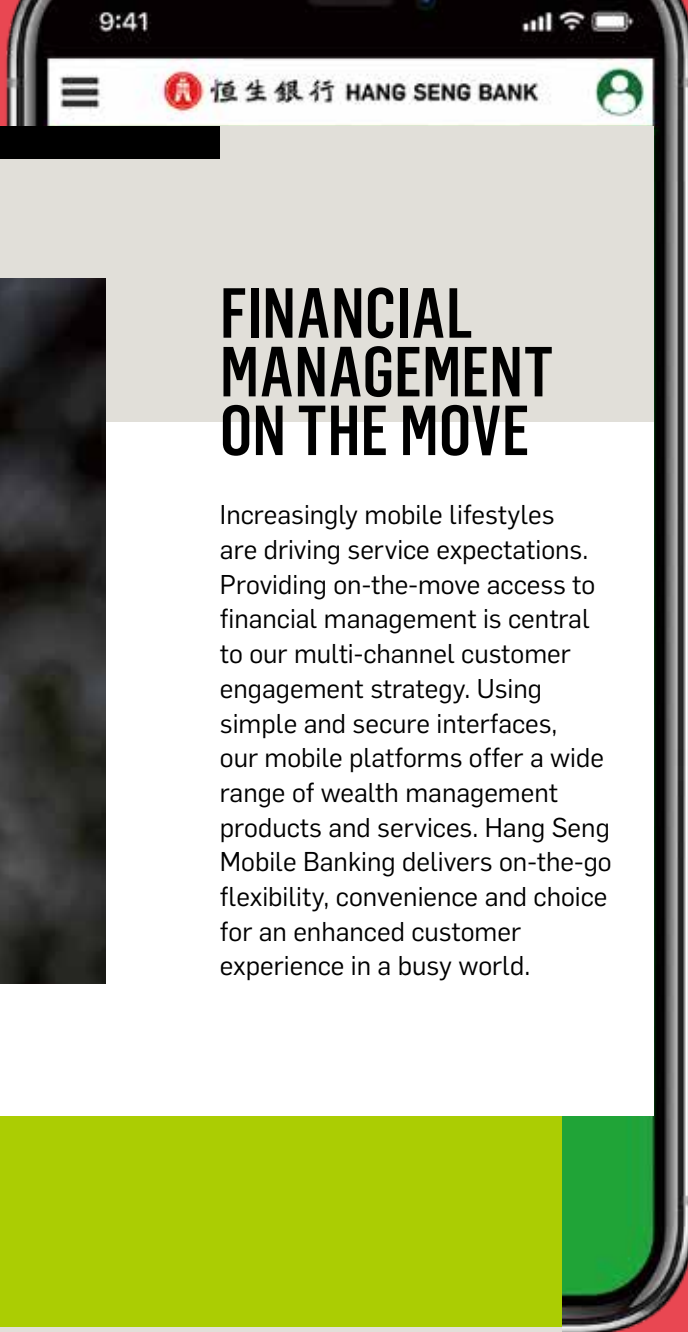 9:41
恒生銀行 HANG SENG BANK
FINANCIAL
MANAGEMENT
ON THE MOVE
Increasingly mobile lifestyles
are driving service expectations.
Providing on-the-move access to
financial management is central
to our multi-channel customer
engagement strategy. Using
simple and secure interfaces,
our mobile platforms offer a wide
range of wealth management
products and services. Hang Seng
Mobile Banking delivers on-the-go
flexibility, convenience and choice
for an enhanced customer
experience in a busy world.